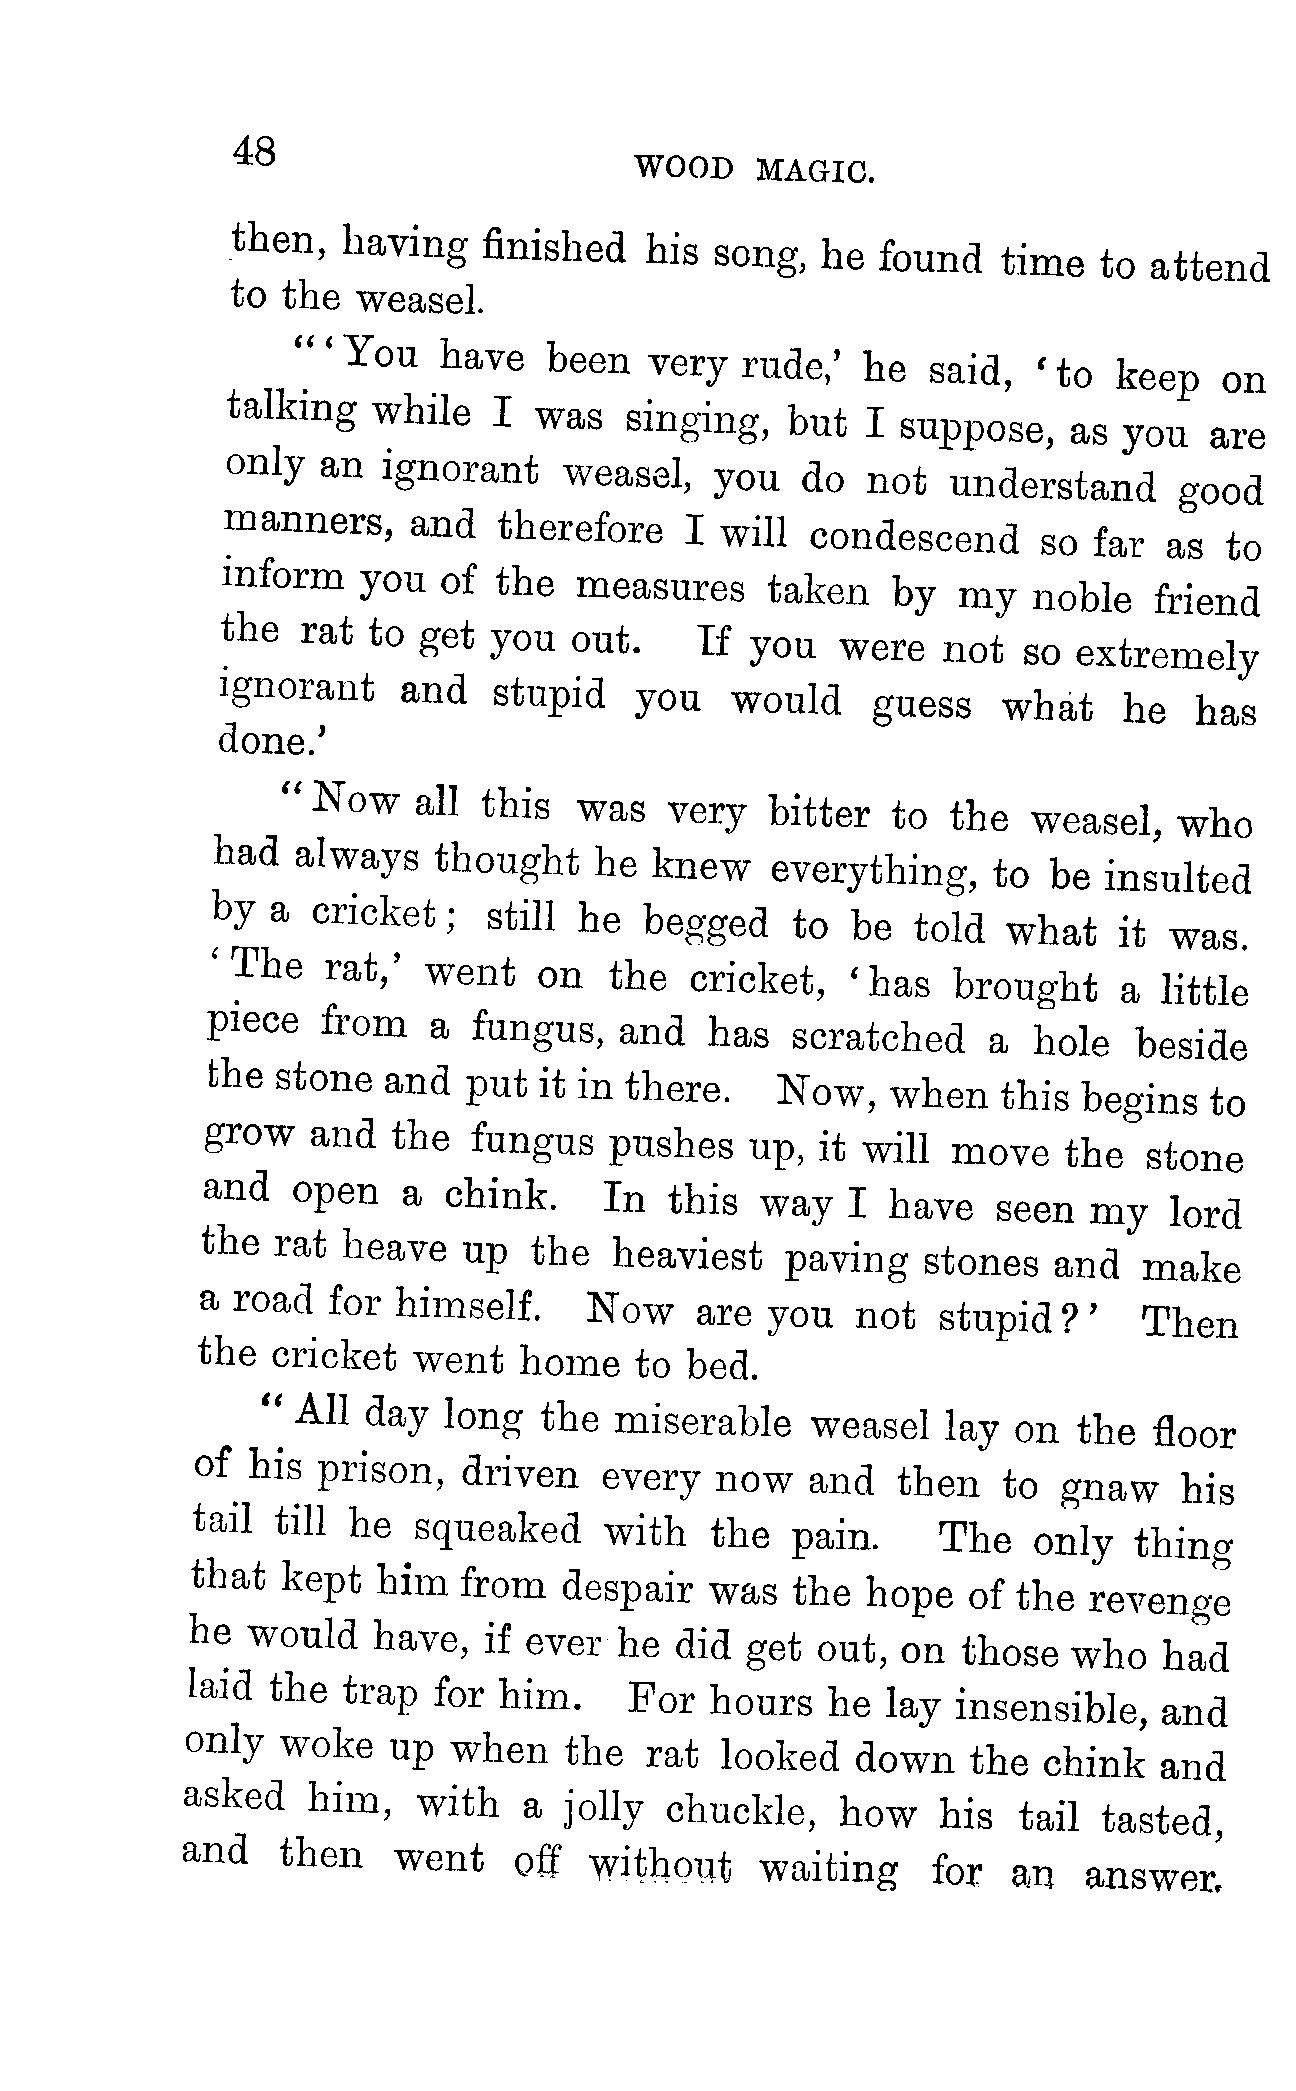 48
WOOD MAGIC.
then, having finished his song, he found time to attend
to the weasel.
"'You have been very rude,' he said, 'to keep on
talking while I was singing, but I suppose, as you are
only an ignorant weasel, you do not understand good
manners, and therefore I will condescend so far as to
inform you of the measures taken by my noble friend
the rat to get you out. If you were not so extremely
ignorant and stupid you would guess what he has
done.'
"Now all this was very bitter to the weasel, who
had always thought he knew everything, to be insulted
by a cricket; still he begged to be told what it was.
'The rat,' went on the cricket, 'has brought a little
piece from a fungus, and has scratched a hole beside
the stone and put it in there. Now, when this begins to
grow and the fungus pushes up, it will move the stone
and open a chink. In this way I have seen my lord
the rat heave up the heaviest paving stones and make
a road for himself. Now are you not stupid?' Then
the cricket went home to bed.
"All day long the miserable weasel lay on the floor
of his prison, driven every now and then to gnaw his
tail till he squeaked with the pain. The only thing
that kept him from despair was the hope of the revenge
he would have, if ever he did get out, on those who had
laid the trap for him. For hours he lay insensible, and
only woke up when the rat looked down the chink and
asked him, with a jolly chuckle, how his tail tasted,
and then went off without waiting for an answer.